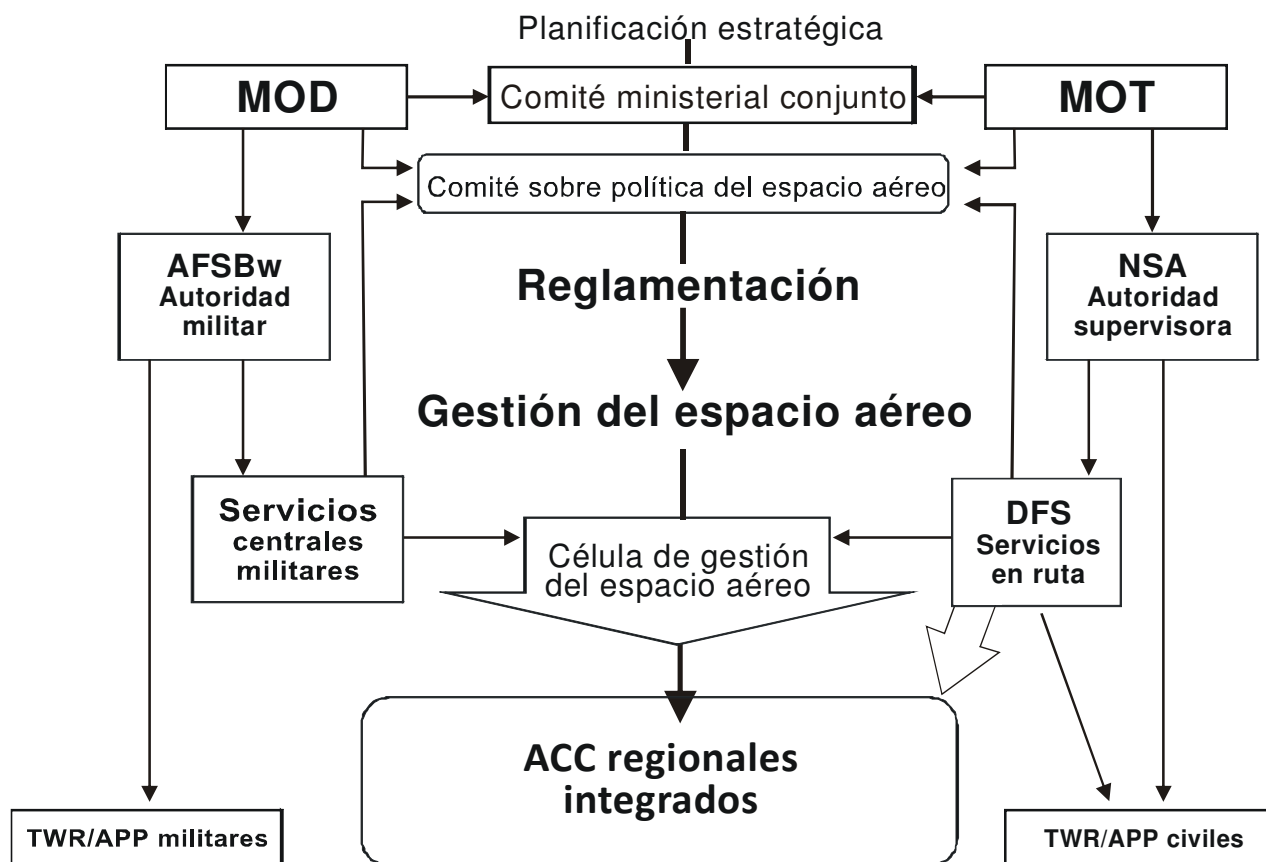 Planificación estratégica
MOD
Comité ministerial conjunto
MOT
Comité sobre política del espacio aéreo
AFSBw
Autoridad
militar
Reglamentación
NSA
Autoridad
supervisora
Gestión del espacio aéreo
Servicios
centrales
militares
Célula de gestión
del espacio aéreo
DFS
Servicios
en ruta
ACC regionales
integrados
TWR/APP militares
TWR/APP civiles